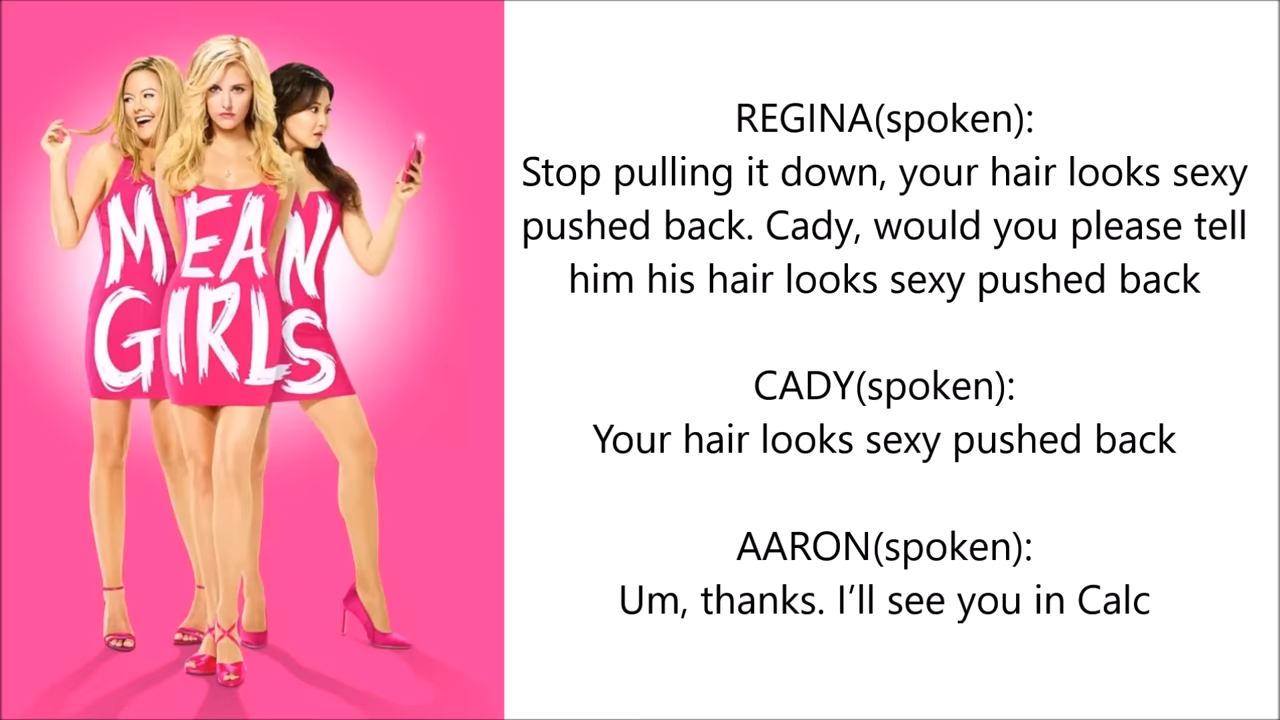 MEAN
GIRLS
REGINA(spoken):
Stop pulling it down, your hair looks sexy
pushed back. Cady, would you please tell
him his hair looks sexy pushed back
CADY(spoken):
Your hair looks sexy pushed back
AARON(spoken):
Um, thanks. I’ll see you in Calc